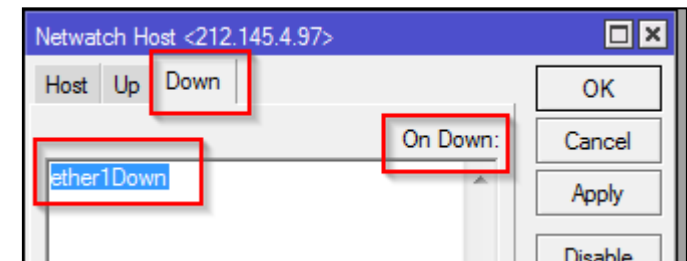 Netwatch Host <212.145.4.97>
Host Up Down
OK
On Down:
Cancel
ether1Down
Apply
Disable